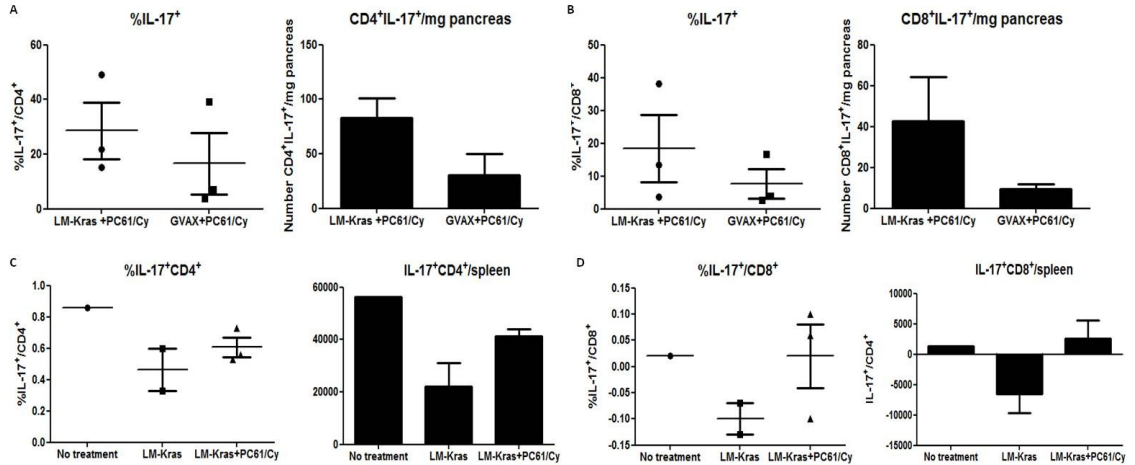 A
%IL-17+
60
40
20
0
%IL-17+/CD4+
LM-Kras +PC61/Cy
GVAX+PC61/Cy
CD4+IL-17+/mg pancreas
150
100
50
0
Number CD4+IL-17+/mg pancreas
LM-Kras +PC61/Cy
GVAX+PC61/Cy
B
%IL-17+
50
40
30
20
10
0
%IL-17+/CD8+
LM-Kras +PC61/Cy
GVAX+PC61/Cy
CD8+IL-17+/mg pancreas
80
60
40
20
0
Number CD8+IL-17+/mg pancreas
LM-Kras +PC61/Cy
GVAX+PC61/Cy
C
%IL-17+CD4+
1.0
0.8
0.6
0.4
0.2
0.0
%IL-17+/CD4+
No treatment
LM-Kras
LM-Kras+PC61/Cy
IL-17+CD4+/spleen
60000
40000
20000
0
No treatment
LM-Kras
LM-Kras+PC61/Cy
D
%IL-17+/CD8+
0.15
0.10
0.05
0.00
-0.05
-0.10
-0.15
%IL-17+/CD8+
No treatment
LM-Kras
LM-Kras+PC61/Cy
IL-17+CD8+/spleen
10000
5000
0
-5000
-10000
-15000
IL-17+/CD4+
No treatment
LM-Kras
LM-Kras+PC61/Cy